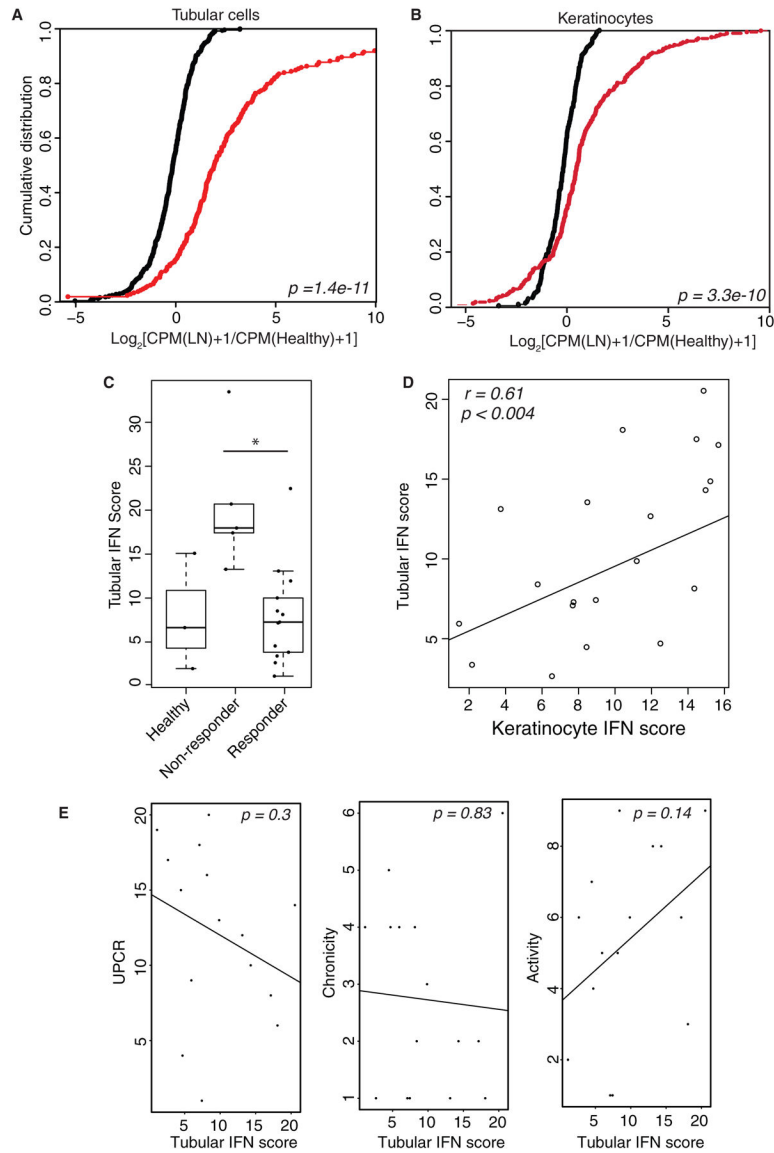 A
Tubular cells
Cumulative distribution
1.0
0.8
0.6
0.4
0.2
0.0
p =1.4e-11
−5
0
5
10
Log2[CPM(LN)+1/CPM(Healthy)+1]
B
Keratinocytes
1.0
0.8
0.6
0.4
0.2
0.0
p = 3.3e-10
−5
0
5
10
Log2[CPM(LN)+1/CPM(Healthy)+1]
C
Tubular IFN Score
30
25
20
15
10
5
0
*
Healthy
Non-responder
Responder
D
r = 0.61
p < 0.004
Tubular IFN score
20
15
10
5
2
4
6
8
10
12
14
16
Keratinocyte IFN score
E
p = 0.3
UPCR
20
15
10
5
5
10
15
20
Tubular IFN score
p = 0.83
Chronicity
6
5
4
3
2
1
5
10
15
20
Tubular IFN score
p = 0.14
Activity
8
6
4
2
5
10
15
20
Tubular IFN score